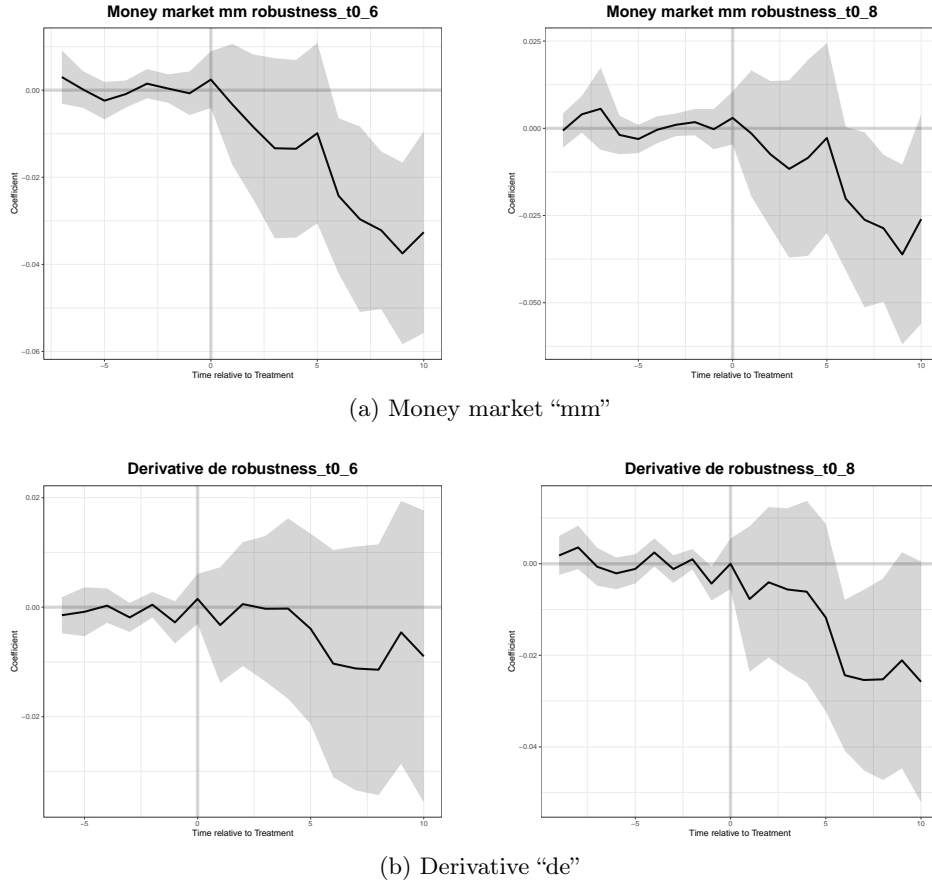 Money market mm robustness_t0_6
0.00
−0.02
−0.04
−0.06
Coefficient
−5
0
5
10
Time relative to Treatment
Money market mm robustness_t0_8
0.025
0.000
−0.025
−0.050
Coefficient
−5
0
5
10
Time relative to Treatment
(a) Money market “mm”
Derivative de robustness_t0_6
0.02
0.00
−0.02
Coefficient
−5
0
5
10
Time relative to Treatment
Derivative de robustness_t0_8
0.00
−0.02
−0.04
Coefficient
−5
0
5
10
Time relative to Treatment
(b) Derivative “de”